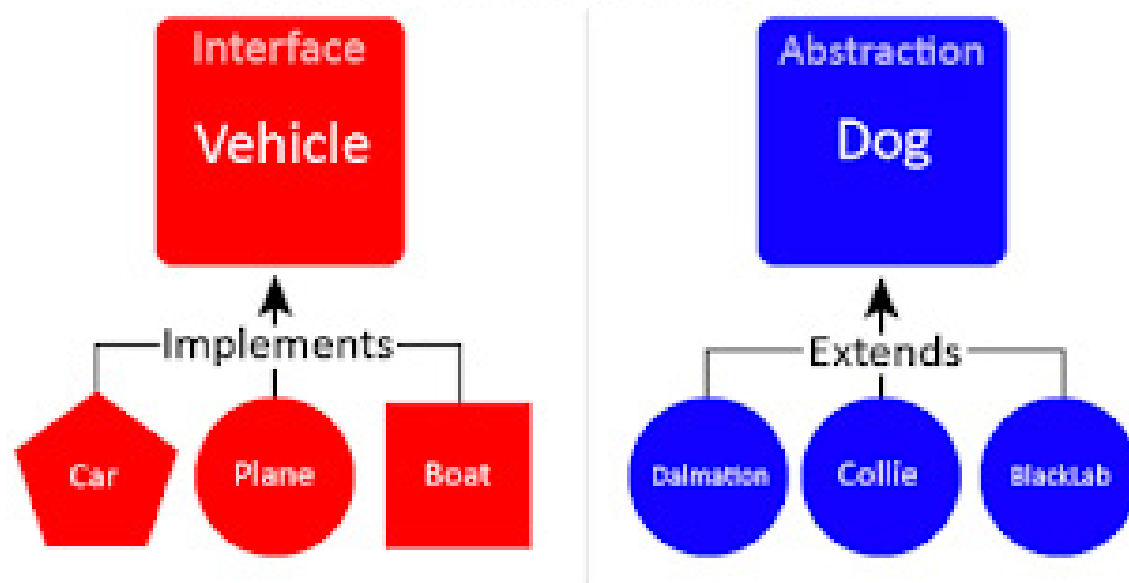 Interface
Vehicle
Implements
Car
Plane
Boat
Abstraction
Dog
Extends
Dalmation
Collie
BlackLab